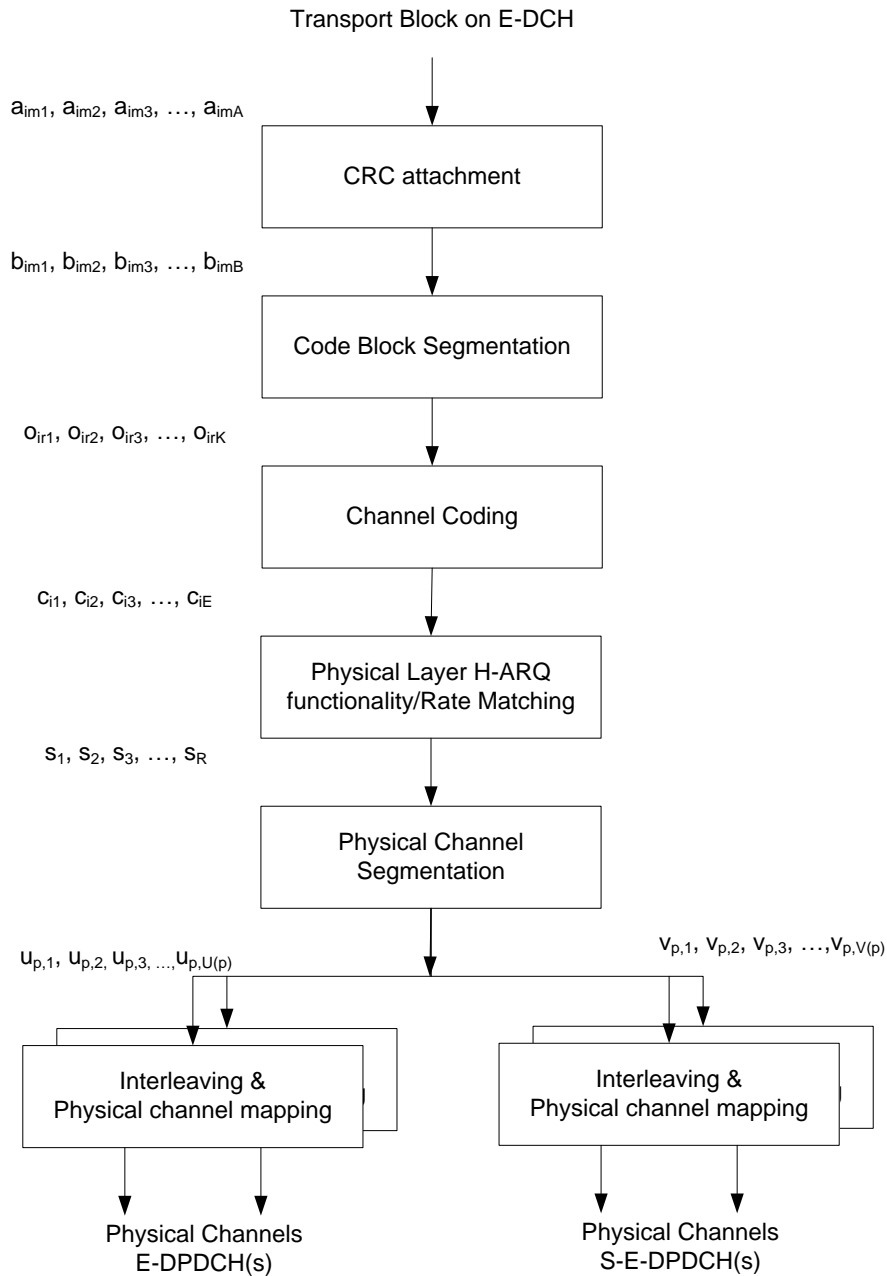 Transport Block on E-DCH
a_im1, a_im2, a_im3, …, a_imA
CRC attachment
b_im1, b_im2, b_im3, …, b_imB
Code Block Segmentation
o_ir1, o_ir2, o_ir3, …, o_irK
Channel Coding
c_i1, c_i2, c_i3, …, c_iE
Physical Layer H-ARQ
functionality/Rate Matching
s_1, s_2, s_3, …, s_R
Physical Channel
Segmentation
u_p,1, u_p,2, u_p,3, …,u_p,U(p)
v_p,1, v_p,2, v_p,3, …,v_p,V(p)
Interleaving &
Physical channel mapping
Interleaving &
Physical channel mapping
Physical Channels
E-DPDCH(s)
Physical Channels
S-E-DPDCH(s)